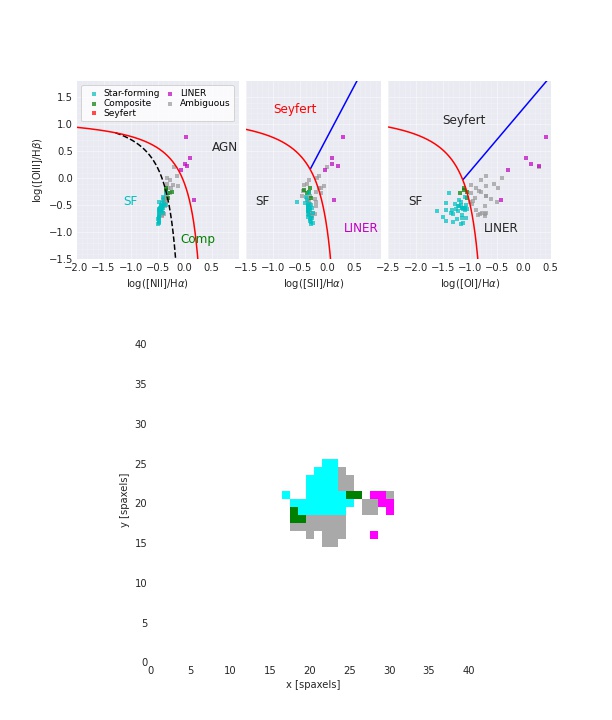 Star-forming
Composite
Seyfert
LINER
Ambiguous
log([OIII]/Hβ)
1.5
1.0
0.5
0.0
−0.5
−1.0
−1.5
AGN
SF
Comp
Seyfert
SF
LINER
Seyfert
SF
LINER
−2.0 −1.5 −1.0 −0.5 0.0 0.5
−1.5 −1.0 −0.5 0.0 0.5
−2.5 −2.0 −1.5 −1.0 −0.5 0.0 0.5
log([NII]/Hα)
log([SII]/Hα)
log([OI]/Hα)
40
35
30
25
20
15
10
5
0
y [spaxels]
0 5 10 15 20 25 30 35 40
x [spaxels]